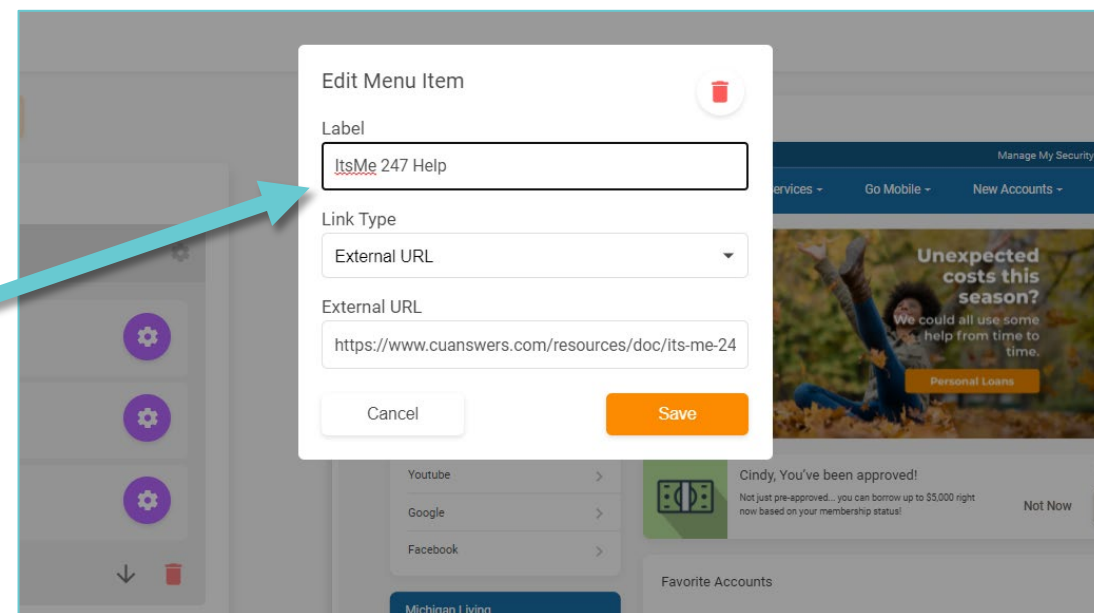 Edit Menu Item
Label
ItsMe 247 Help
Link Type
External URL
External URL
https://www.cuanswers.com/resources/doc/its-me-24
Cancel
Save
Manage My Security
ervices
Go Mobile
New Accounts
Unexpected
costs this
season?
We could all use some
help from time to
time.
Personal Loans
Youtube
Google
Facebook
Michigan Living
Cindy, You've been approved!
Not just pre-approved... you can borrow up to $5,000 right
now based on your membership status!
Not Now
Favorite Accounts